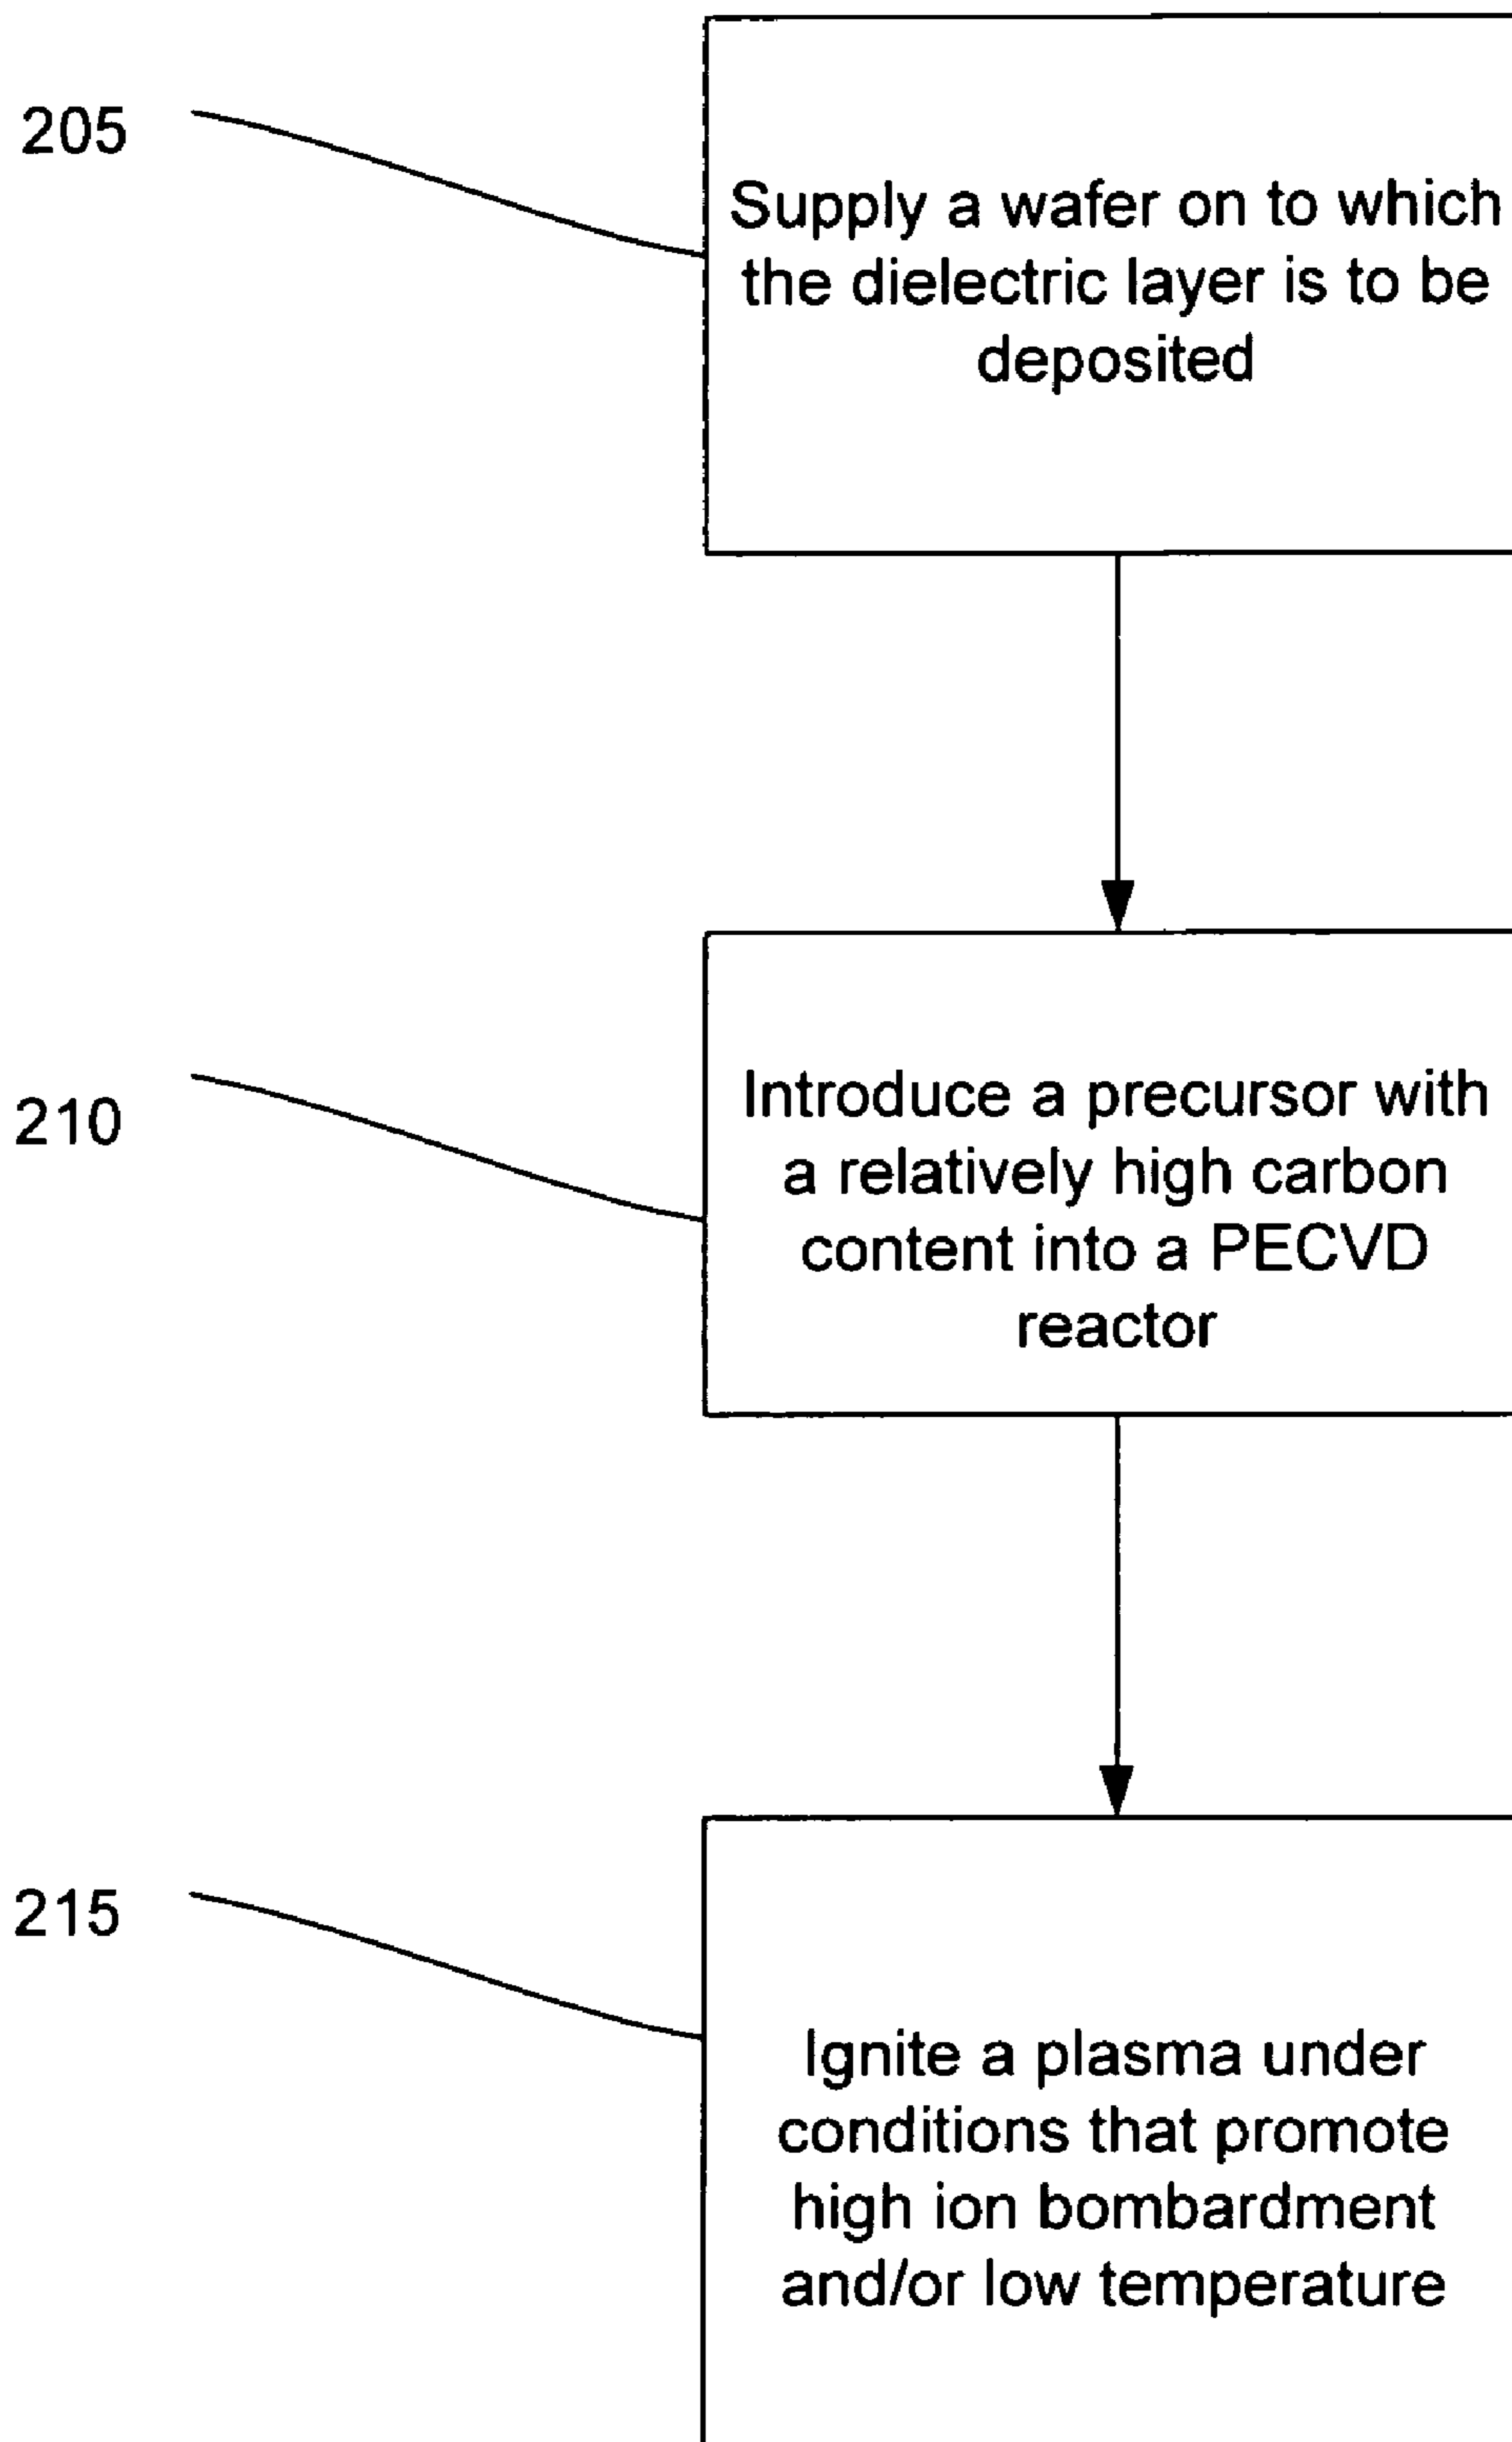 205
Supply a wafer on to which
the dielectric layer is to be
deposited
210
Introduce a precursor with
a relatively high carbon
content into a PECVD
reactor
215
Ignite a plasma under
conditions that promote
high ion bombardment
and/or low temperature